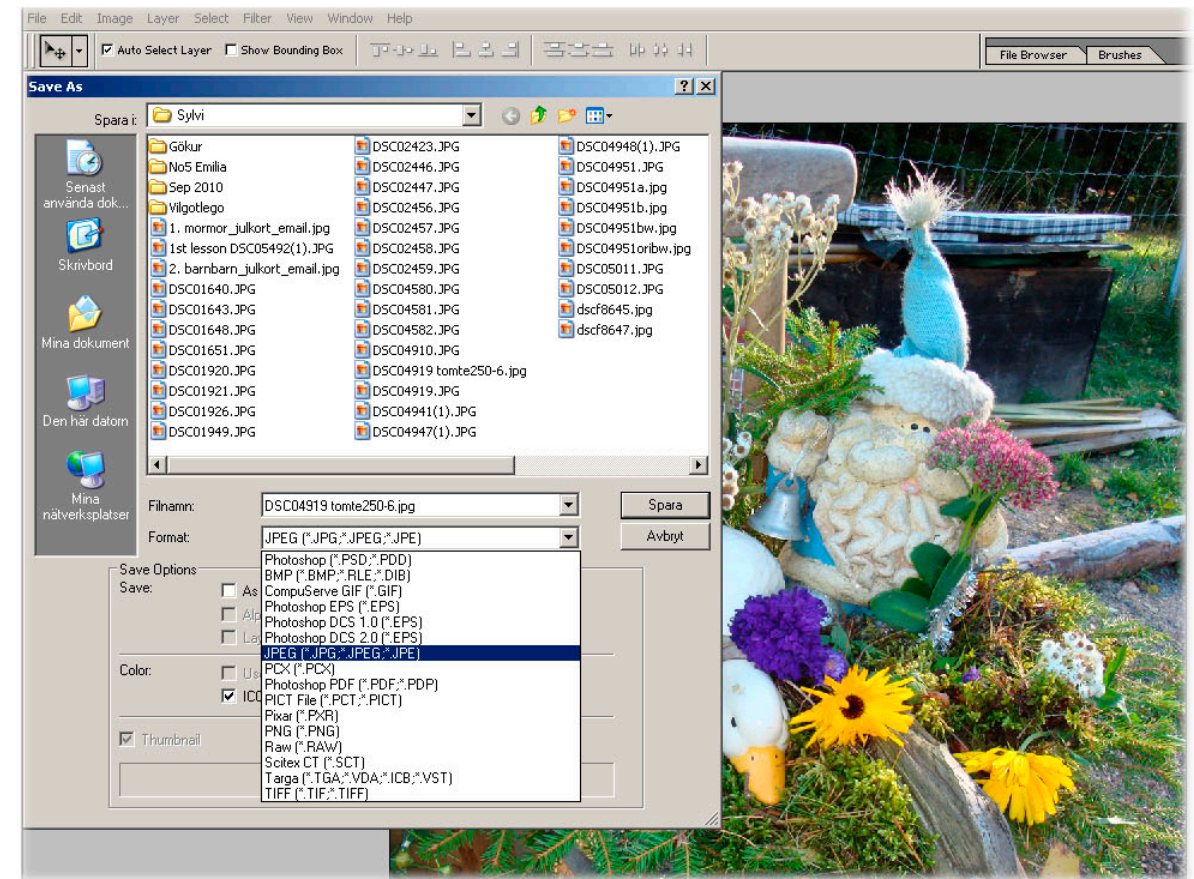 File Edit Image Layer Select Filter View Window Help
Auto Select Layer Show Bounding Box
File Browser Brushes
Save As
Spara i: Sylvi
Senast
använda dok...
Skrivbord
Mina dokument
Den här datorn
Mina
nätverksplatser
Gökur
No5 Emilia
Sep 2010
Vilgotlego
1. mormor_julkort_email.jpg
1st lesson DSC05492(1).JPG
2. barnbarn_julkort_email.jpg
DSC01640.JPG
DSC01643.JPG
DSC01648.JPG
DSC01651.JPG
DSC01920.JPG
DSC01921.JPG
DSC01926.JPG
DSC01949.JPG
DSC02423.JPG
DSC02446.JPG
DSC02447.JPG
DSC02456.JPG
DSC02457.JPG
DSC02458.JPG
DSC02459.JPG
DSC04580.JPG
DSC04581.JPG
DSC04582.JPG
DSC04910.JPG
DSC04919 tomte250-6.jpg
DSC04919.JPG
DSC04941(1).JPG
DSC04947(1).JPG
DSC04948(1).JPG
DSC04951.JPG
DSC04951a.jpg
DSC04951b.jpg
DSC04951bw.jpg
DSC04951oribw.jpg
DSC05011.JPG
DSC05012.JPG
dscf8645.jpg
dscf8647.jpg
Filnamn: DSC04919 tomte250-6.jpg Spara
Format: JPEG (*.JPG;*.JPEG;*.JPE) Avbryt
Photoshop (*.PSD;*.PDD)
BMP (*.BMP;*.RLE;*.DIB)
CompuServe GIF (*.GIF)
Photoshop EPS (*.EPS)
Photoshop DCS 1.0 (*.EPS)
Photoshop DCS 2.0 (*.EPS)
JPEG (*.JPG;*.JPEG;*.JPE)
PCX (*.PCX)
Photoshop PDF (*.PDF;*.PDP)
PICT File (*.PCT;*.PICT)
Pixar (*.PXR)
PNG (*.PNG)
Raw (*.RAW)
Scitex CT (*.SCT)
Targa (*.TGA;*.VDA;*.ICB;*.VST)
TIFF (*.TIF;*.TIFF)
Save Options
Save: As
Alp
La
Color: Use
ICC
Thumbnail